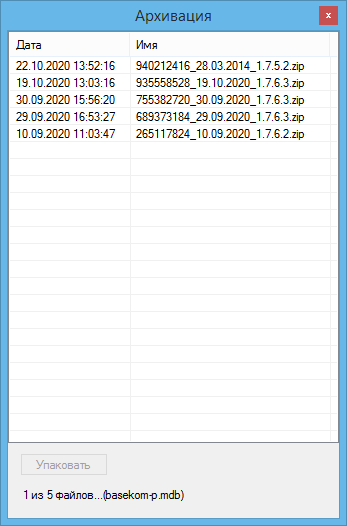 Архивация
x
Дата Имя
22.10.2020 13:52:16 940212416_28.03.2014_1.7.5.2.zip
19.10.2020 13:03:16 935558528_19.10.2020_1.7.6.3.zip
30.09.2020 15:56:20 755382720_30.09.2020_1.7.6.3.zip
29.09.2020 16:53:27 689373184_29.09.2020_1.7.6.3.zip
10.09.2020 11:03:47 265117824_10.09.2020_1.7.6.2.zip
Упаковать
1 из 5 файлов...(basekom-p.mdb)